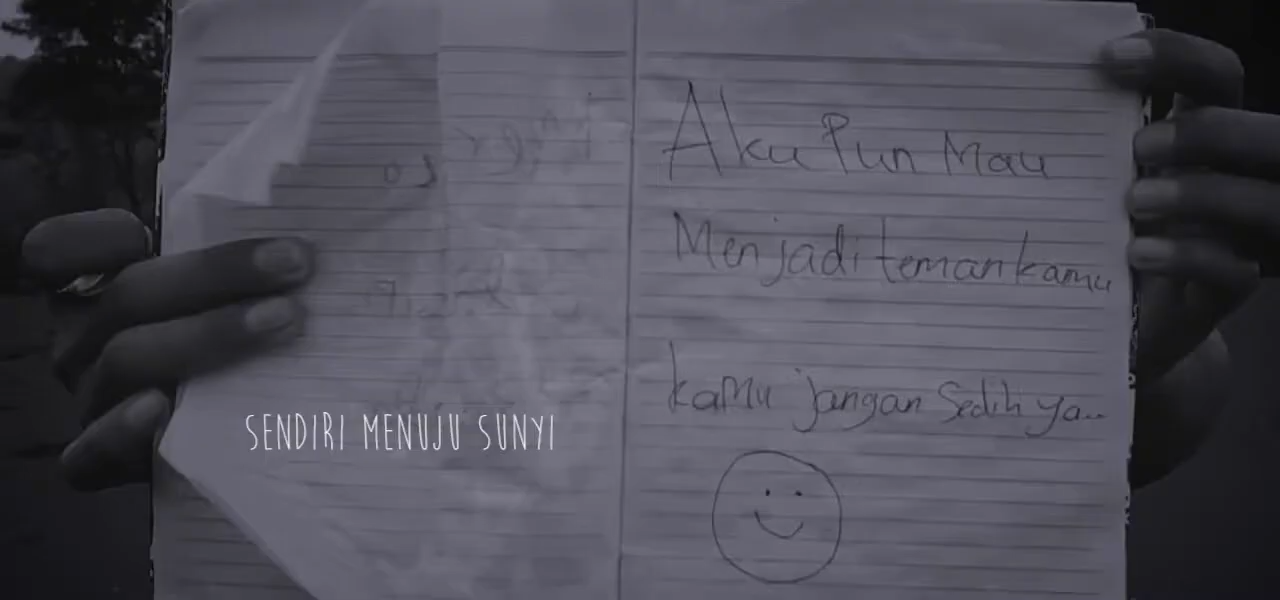 Aku Pun Mau
Menjadi teman kamu
kamu jangan Sedih ya..
SENDIRI MENUJU SUNYI